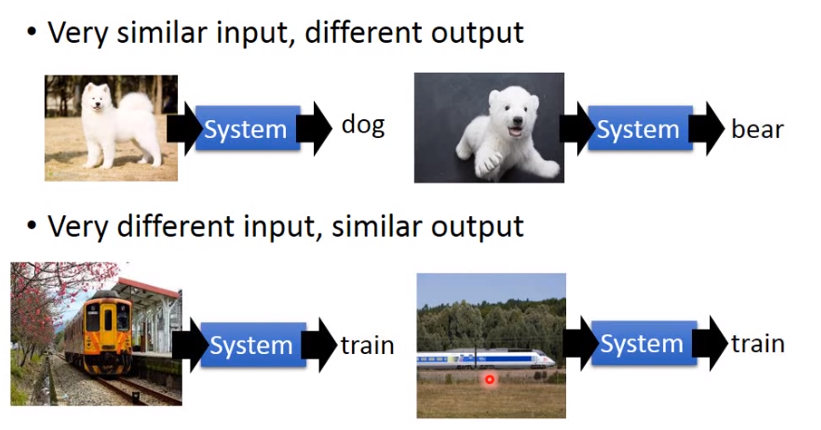 • Very similar input, different output
System
dog
System
bear
• Very different input, similar output
System
train
System
train